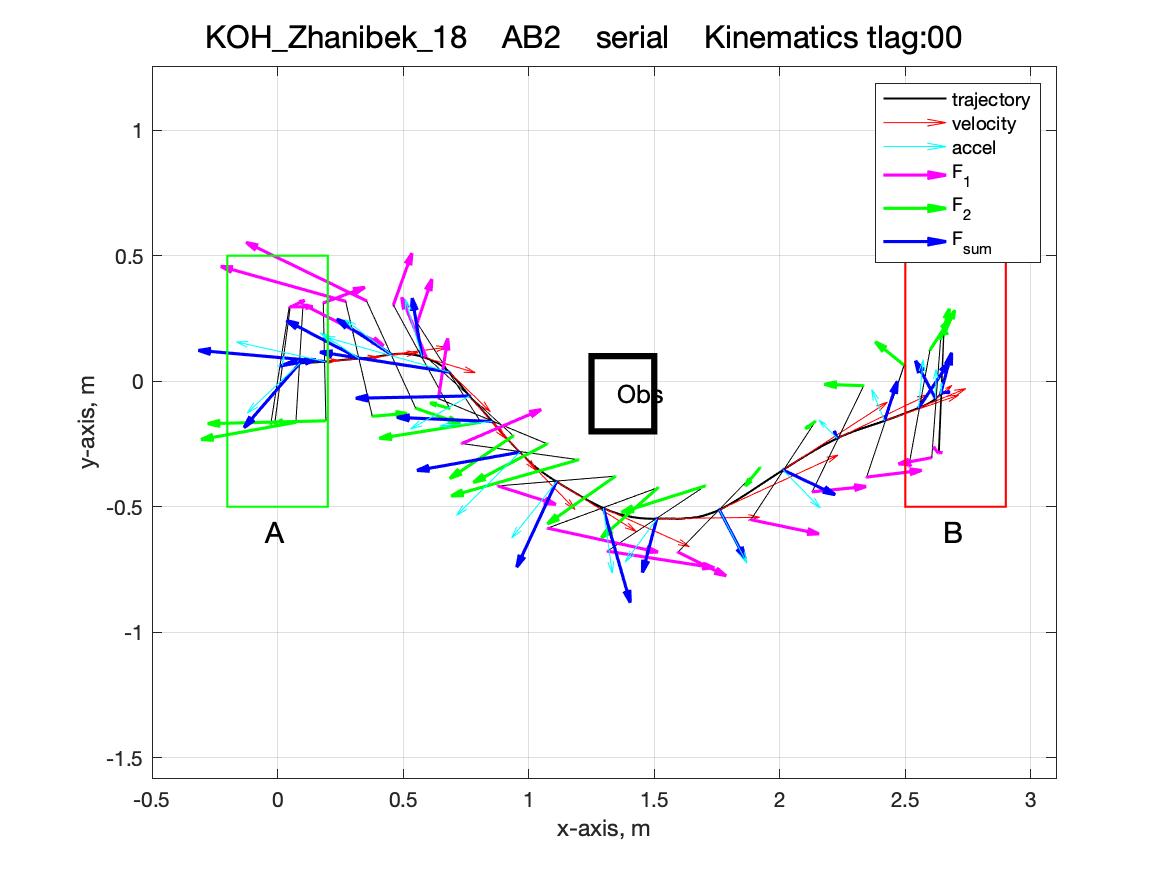 KOH_Zhanibek_18 AB2 serial Kinematics tlag:00
trajectory
velocity
accel
F1
F2
Fsum
1
0.5
0
-0.5
-1
-1.5
y-axis, m
Obs
A
B
-0.5 0 0.5 1 1.5 2 2.5 3
x-axis, m